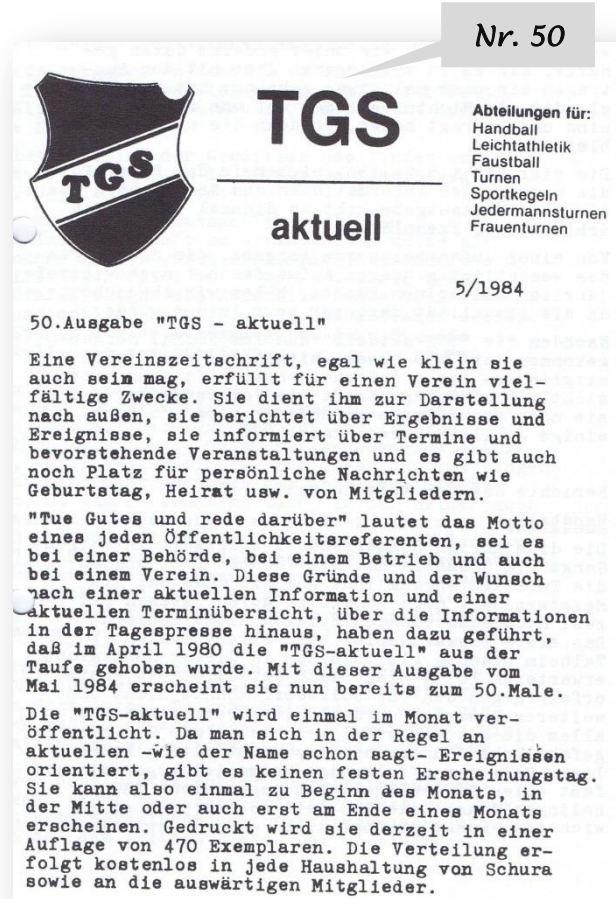 Nr. 50
TGS
TGS
aktuell
Abteilungen für:
Handball
Leichtathletik
Faustball
Turnen
Sportkegeln
Jedermannsturnen
Frauenturnen
5/1984
50.Ausgabe "TGS - aktuell"
Eine Vereinszeitschrift, egal wie klein sie
auch sein mag, erfüllt für einen Verein viel-
fältige Zwecke. Sie dient ihm zur Darstellung
nach außen, sie berichtet über Ergebnisse und
Ereignisse, sie informiert über Termine und
bevorstehende Veranstaltungen und es gibt auch
noch Platz für persönliche Nachrichten wie
Geburtstag, Heirat usw. von Mitgliedern.
"Tue Gutes und rede darüber" lautet das Motto
eines jeden Öffentlichkeitsreferenten, sei es
bei einer Behörde, bei einem Betrieb und auch
bei einem Verein. Diese Gründe und der Wunsch
nach einer aktuellen Information und einer
aktuellen Terminübersicht, über die Informationen
in der Tagespresse hinaus, haben dazu geführt,
daß im April 1980 die "TGS-aktuell" aus der
Taufe gehoben wurde. Mit dieser Ausgabe vom
Mai 1984 erscheint sie nun bereits zum 50.Male.
Die "TGS-aktuell" wird einmal im Monat ver-
öffentlicht. Da man sich in der Regel an
aktuellen -wie der Name schon sagt- Ereignissen
orientiert, gibt es keinen festen Erscheinungstag.
Sie kann also einmal zu Beginn des Monats, in
der Mitte oder auch erst am Ende eines Monats
erscheinen. Gedruckt wird sie derzeit in einer
Auflage von 470 Exemplaren. Die Verteilung er-
folgt kostenlos in jede Haushaltung von Schura
sowie an die auswärtigen Mitglieder.